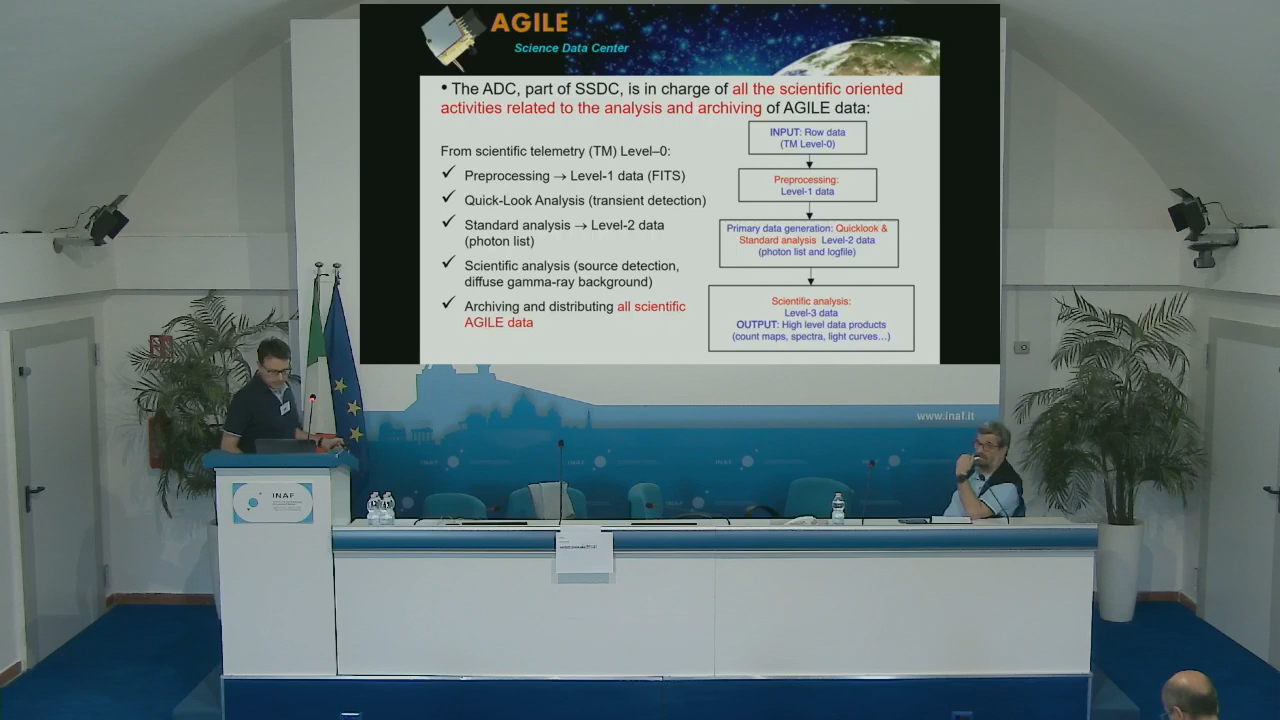 AGILE
Science Data Center
• The ADC, part of SSDC, is in charge of all the scientific oriented
activities related to the analysis and archiving of AGILE data:
From scientific telemetry (TM) Level–0:
✓ Preprocessing → Level-1 data (FITS)
✓ Quick-Look Analysis (transient detection)
✓ Standard analysis → Level-2 data
(photon list)
✓ Scientific analysis (source detection,
diffuse gamma-ray background)
✓ Archiving and distributing all scientific
AGILE data
INPUT: Row data
(TM Level-0)
Preprocessing:
Level-1 data
Primary data generation: Quicklook &
Standard analysis Level-2 data
(photon list and logfile)
Scientific analysis:
Level-3 data
OUTPUT: High level data products
(count maps, spectra, light curves…)
www.inaf.it
INAF